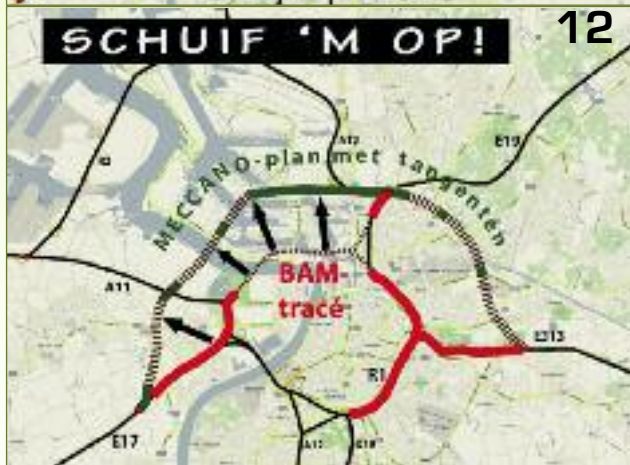 SCHUIF 'M OP!
12
A12
E19
MECCANO-plan met tangenten
BAM-
tracé
A11
E313
R1
E17
A12
E19